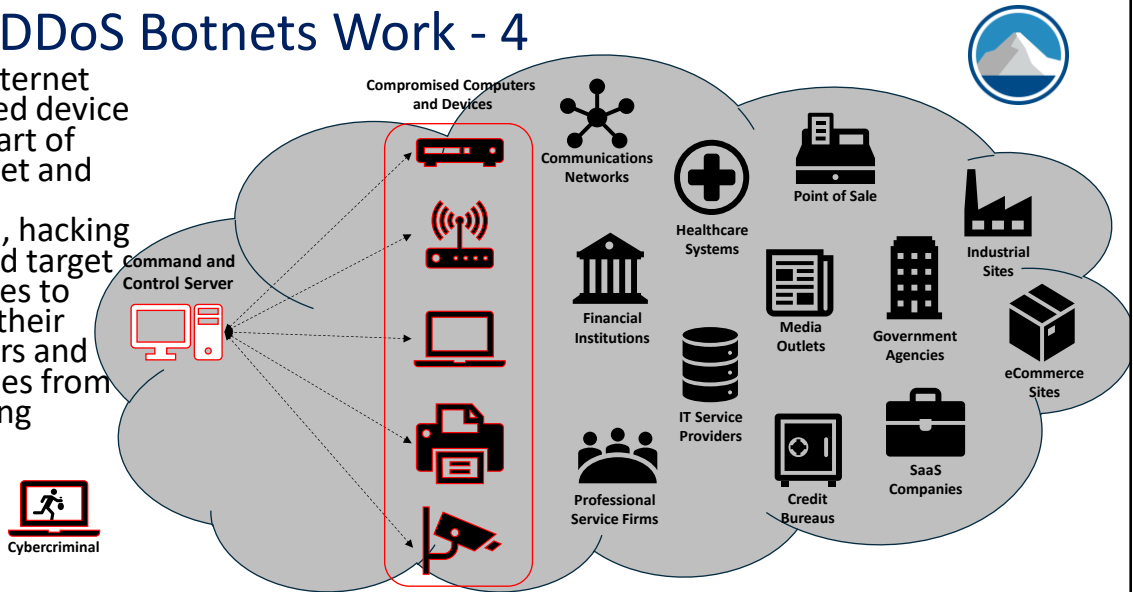 DDoS Botnets Work - 4
ternet
ed device
art of
et and
, hacking
d target
es to
their
rs and
es from
ng
Cybercriminal
Command and
Control Server
Compromised Computers
and Devices
Communications
Networks
Healthcare
Systems
Point of Sale
Industrial
Sites
Financial
Institutions
Media
Outlets
Government
Agencies
eCommerce
Sites
IT Service
Providers
Professional
Service Firms
Credit
Bureaus
SaaS
Companies